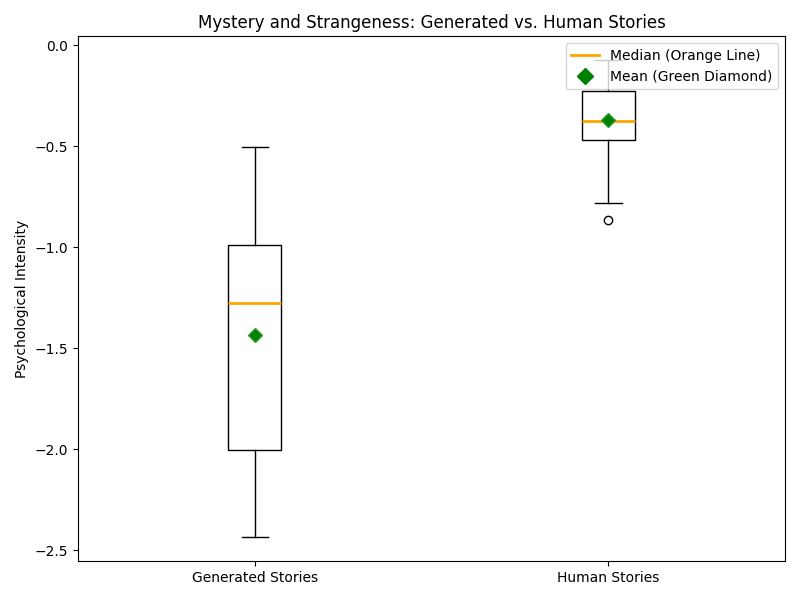 Mystery and Strangeness: Generated vs. Human Stories
Median (Orange Line)
Mean (Green Diamond)
Psychological Intensity
0.0
−0.5
−1.0
−1.5
−2.0
−2.5
Generated Stories
Human Stories